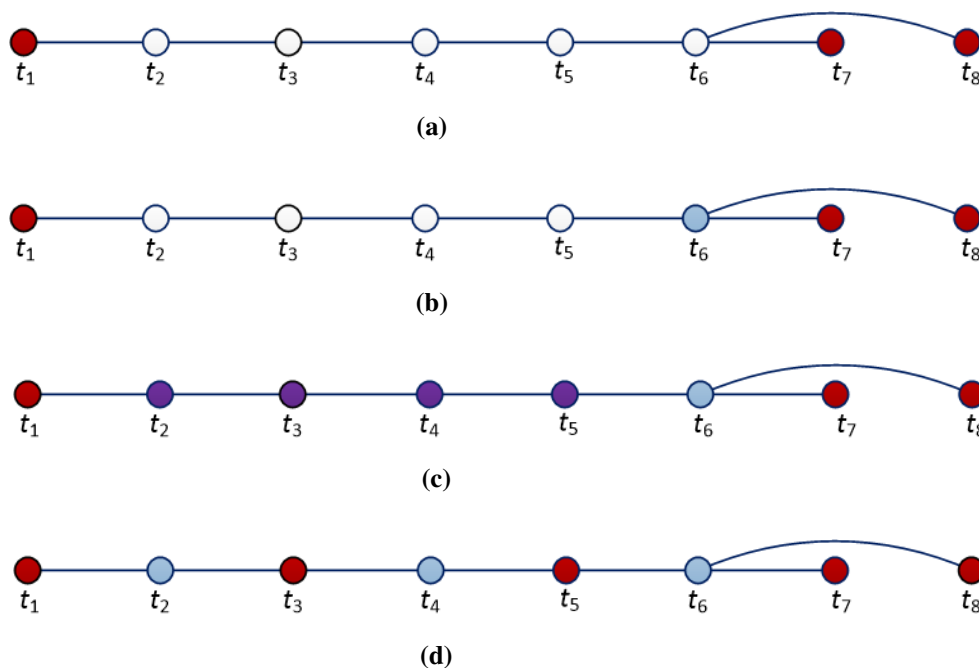 t₁ t₂ t₃ t₄ t₅ t₆ t₇ t₈
(a)
t₁ t₂ t₃ t₄ t₅ t₆ t₇ t₈
(b)
t₁ t₂ t₃ t₄ t₅ t₆ t₇ t₈
(c)
t₁ t₂ t₃ t₄ t₅ t₆ t₇ t₈
(d)